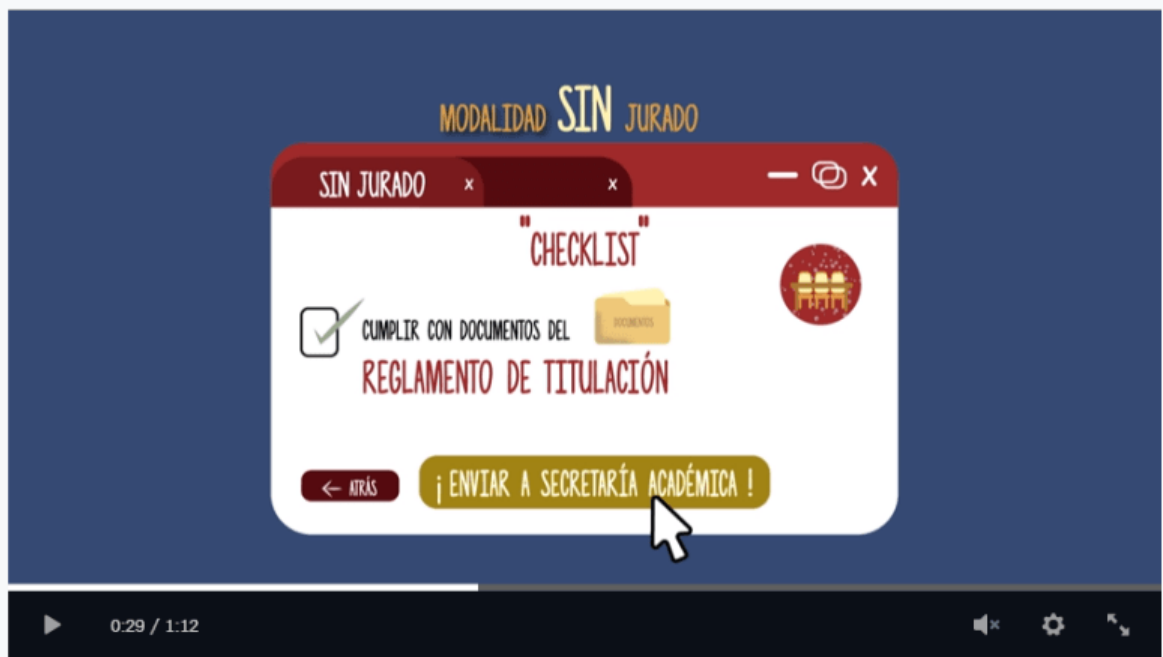 MODALIDAD SIN JURADO
SIN JURADO x x X
"CHECKLIST"
CUMPLIR CON DOCUMENTOS DEL
DOCUMENTOS
REGLAMENTO DE TITULACIÓN
← ATRÁS
¡ ENVIAR A SECRETARÍA ACADÉMICA !
0:29 / 1:12